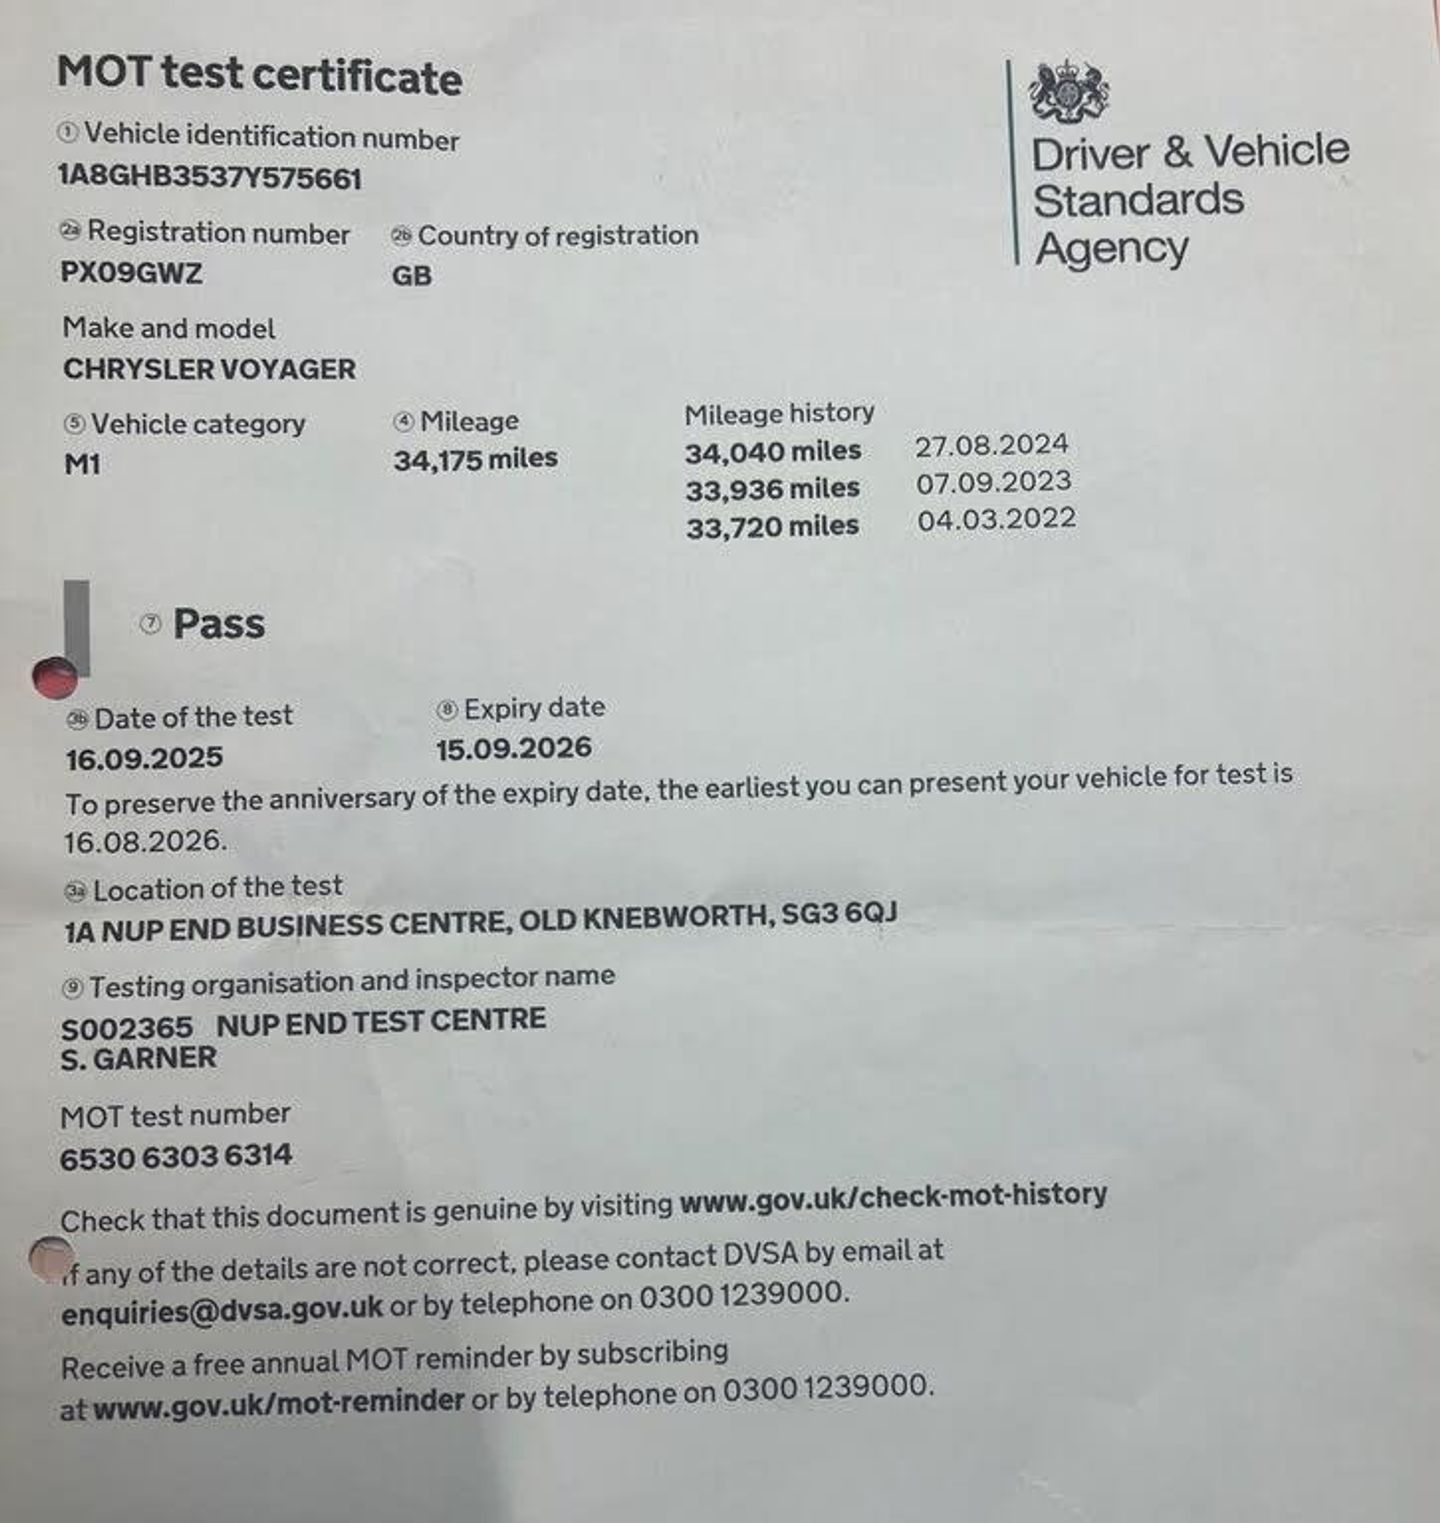 MOT test certificate
① Vehicle identification number
1A8GHB3537Y575661
2a Registration number
PX09GWZ
2b Country of registration
GB
Make and model
CHRYSLER VOYAGER
⑤ Vehicle category
M1
④ Mileage
34,175 miles
Mileage history
34,040 miles 27.08.2024
33,936 miles 07.09.2023
33,720 miles 04.03.2022
Driver & Vehicle
Standards
Agency
⑦ Pass
3b Date of the test
16.09.2025
⑧ Expiry date
15.09.2026
To preserve the anniversary of the expiry date, the earliest you can present your vehicle for test is
16.08.2026.
3a Location of the test
1A NUP END BUSINESS CENTRE, OLD KNEBWORTH, SG3 6QJ
⑨ Testing organisation and inspector name
S002365 NUP END TEST CENTRE
S. GARNER
MOT test number
6530 6303 6314
Check that this document is genuine by visiting www.gov.uk/check-mot-history
if any of the details are not correct, please contact DVSA by email at
enquiries@dvsa.gov.uk or by telephone on 0300 1239000.
Receive a free annual MOT reminder by subscribing
at www.gov.uk/mot-reminder or by telephone on 0300 1239000.